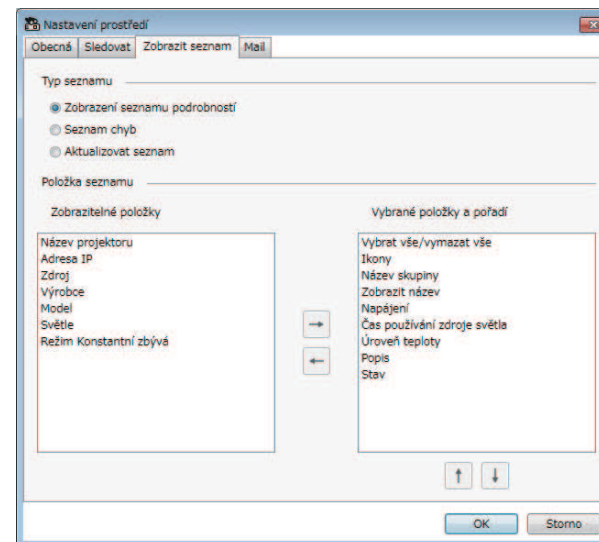 Nastavení prostředí
Obecná Sledovat Zobrazit seznam Mail
Typ seznamu
Zobrazení seznamu podrobností
Seznam chyb
Aktualizovat seznam
Položka seznamu
Zobrazitelné položky
Název projektoru
Adresa IP
Zdroj
Výrobce
Model
Světle
Režim Konstantní zbývá
Vybrané položky a pořadí
Vybrat vše/vymazat vše
Ikony
Název skupiny
Zobrazit název
Napájení
Čas používání zdroje světla
Úroveň teploty
Popis
Stav
OK Storno